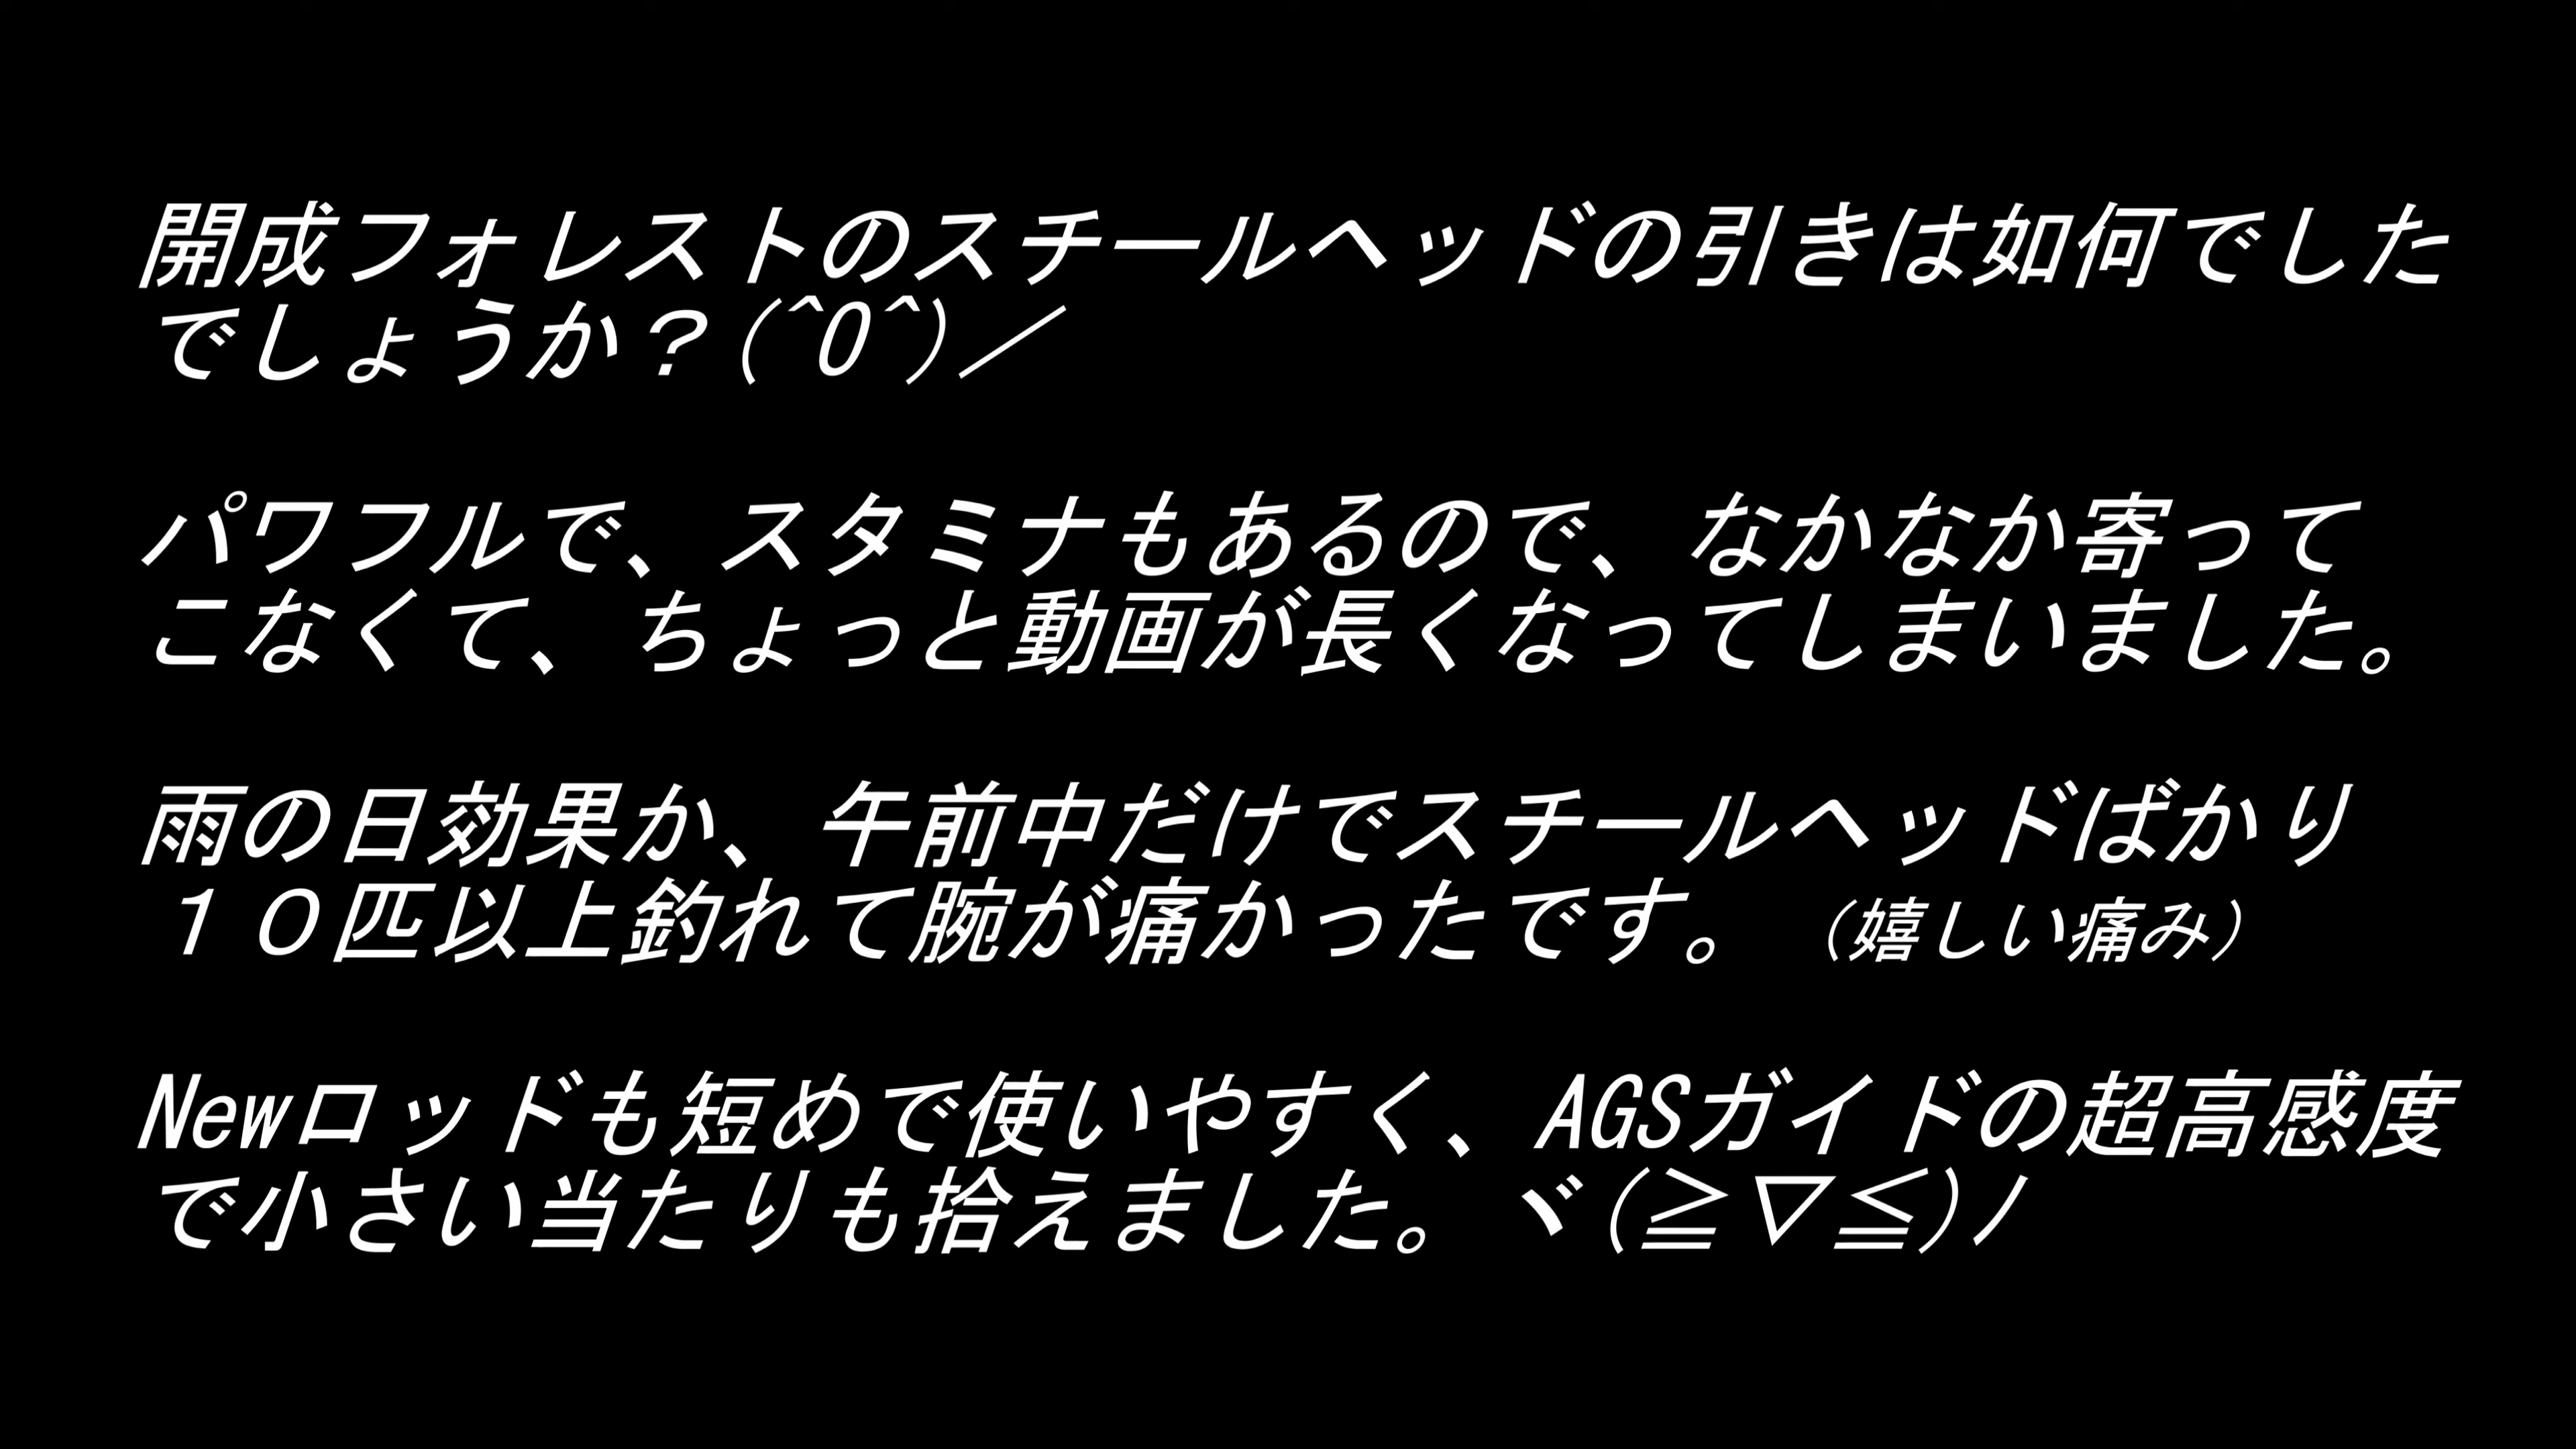 開成フォレストのスチールヘッドの引きは如何でした
でしょうか？(^O^)／
パワフルで、スタミナもあるので、なかなか寄って
こなくて、ちょっと動画が長くなってしまいました。
雨の日効果か、午前中だけでスチールヘッドばかり
１０匹以上釣れて腕が痛かったです。（嬉しい痛み）
Newロッドも短めで使いやすく、AGSガイドの超高感度
で小さい当たりも拾えました。ヾ(≧▽≦)ﾉ